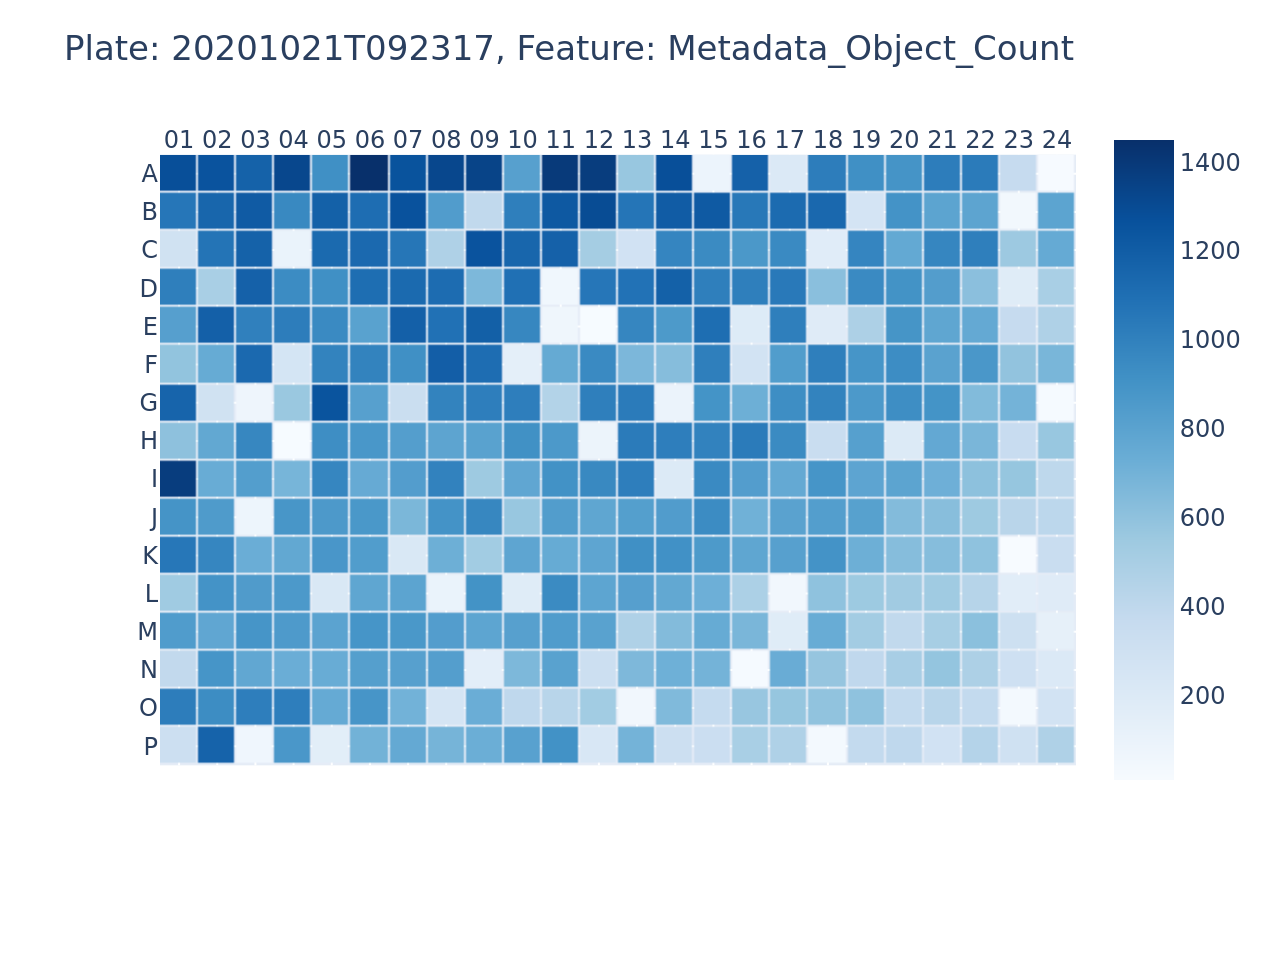 Plate: 20201021T092317, Feature: Metadata_Object_Count
01 02 03 04 05 06 07 08 09 10 11 12 13 14 15 16 17 18 19 20 21 22 23 24
A
B
C
D
E
F
G
H
I
J
K
L
M
N
O
P
1400
1200
1000
800
600
400
200